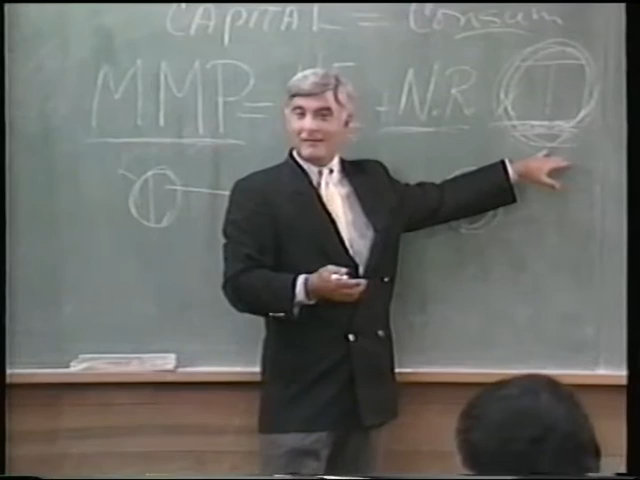 CAPITAL = Consum
MMP = + N.R T